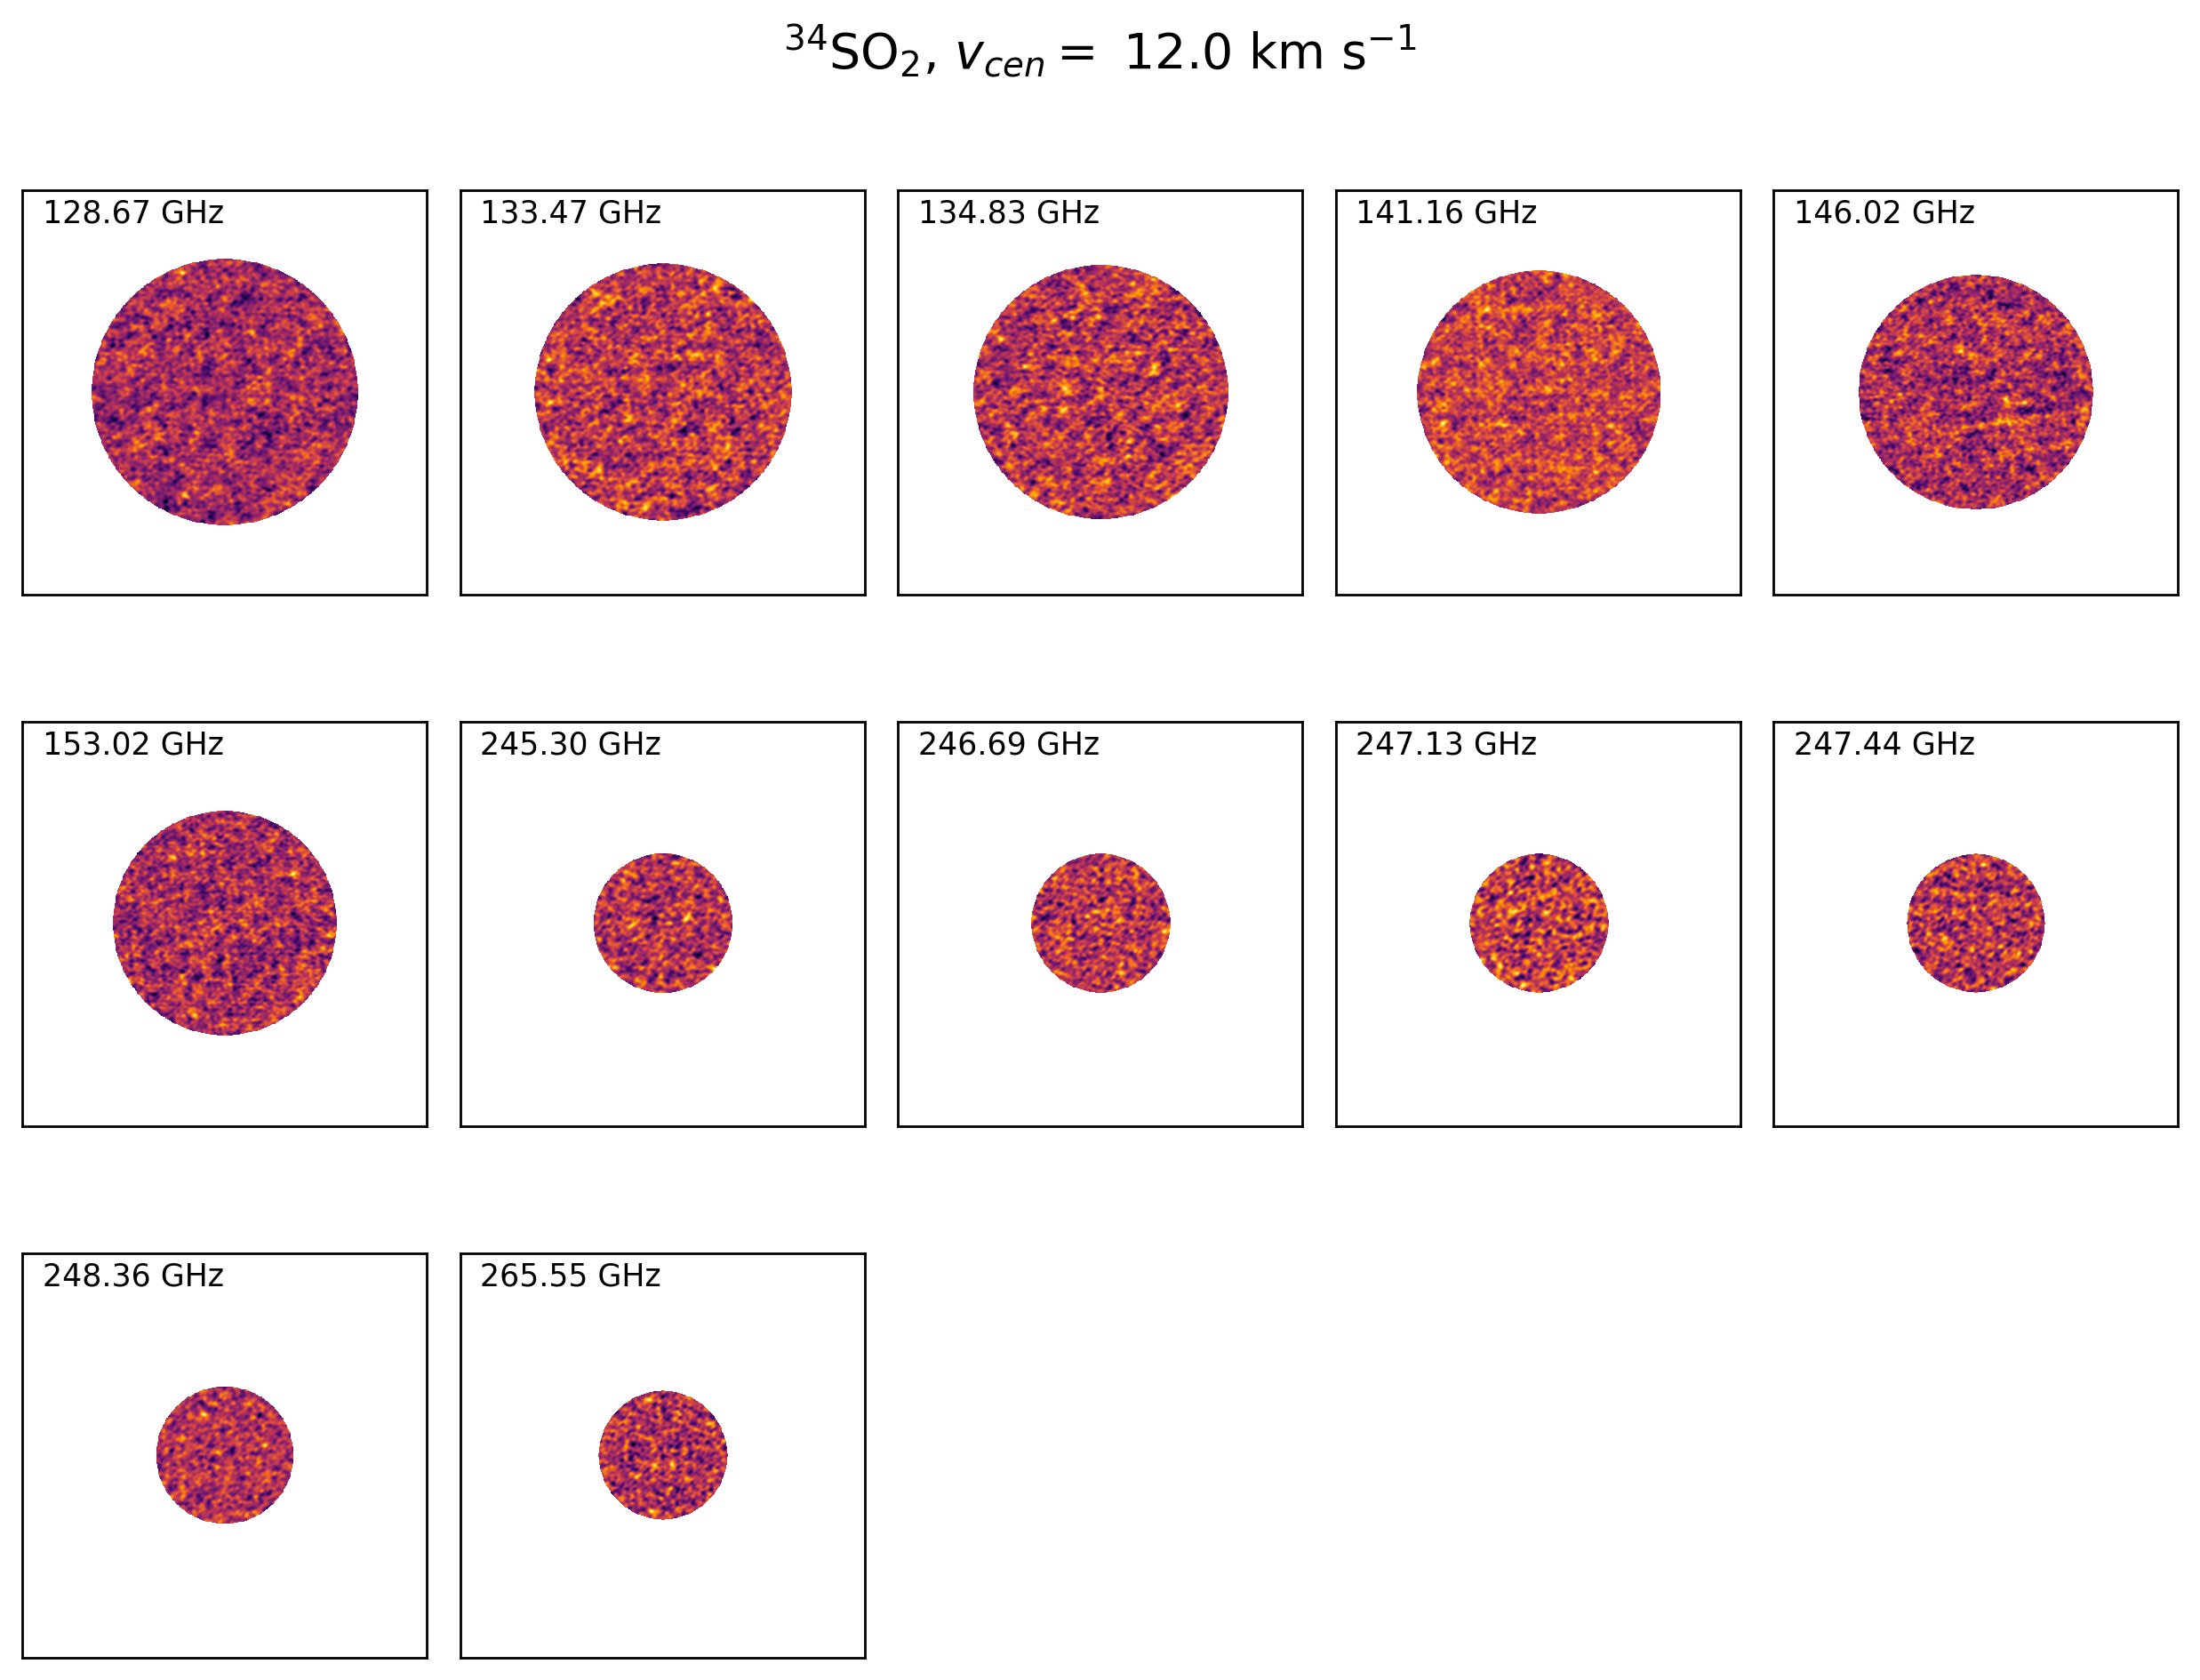 ³⁴SO₂, v_cen = 12.0 km s⁻¹
128.67 GHz
133.47 GHz
134.83 GHz
141.16 GHz
146.02 GHz
153.02 GHz
245.30 GHz
246.69 GHz
247.13 GHz
247.44 GHz
248.36 GHz
265.55 GHz